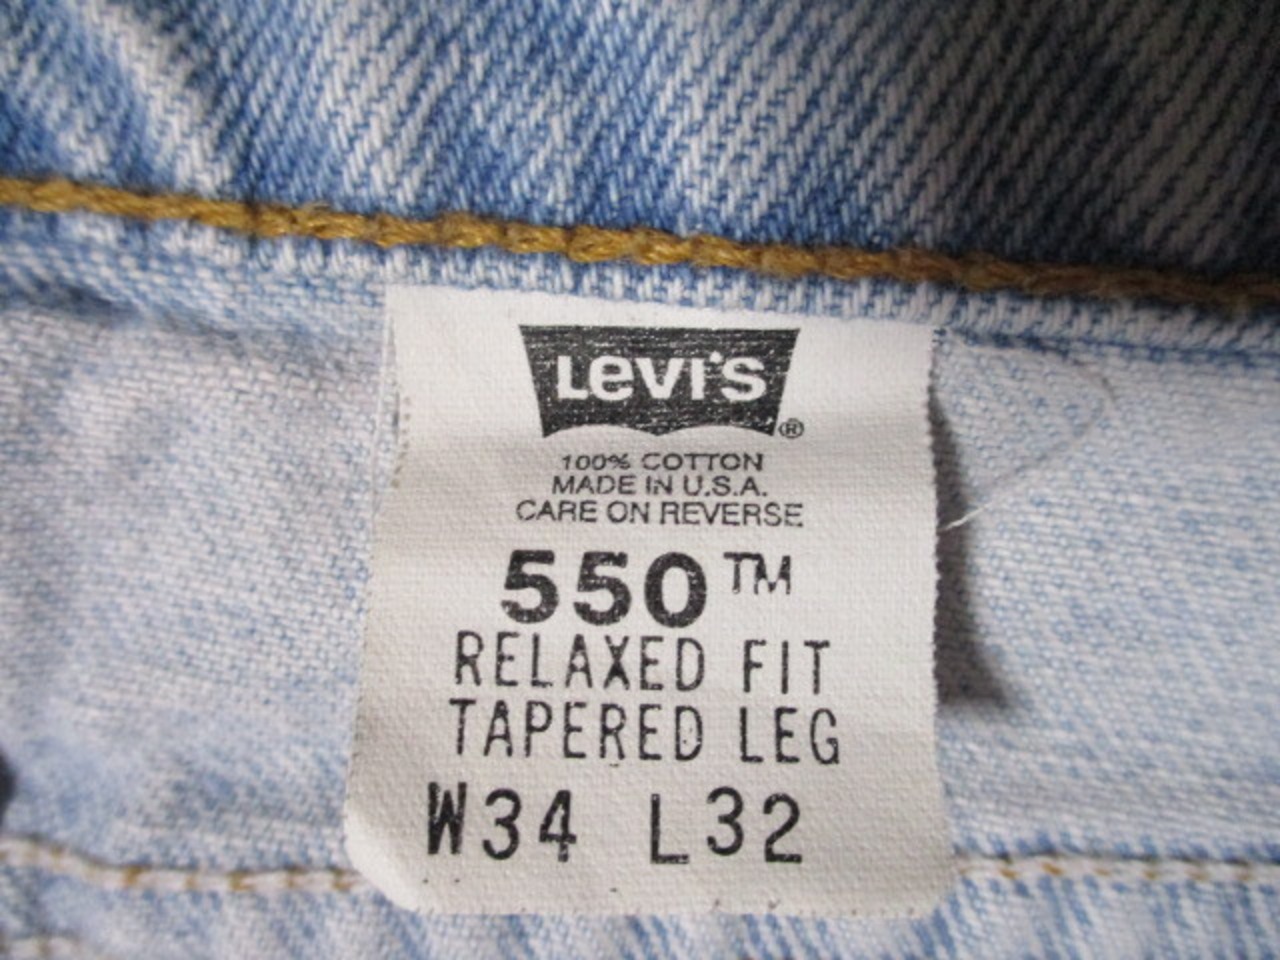 LEVI'S ®
100% COTTON
MADE IN U.S.A.
CARE ON REVERSE
550™
RELAXED FIT
TAPERED LEG
W34 L32